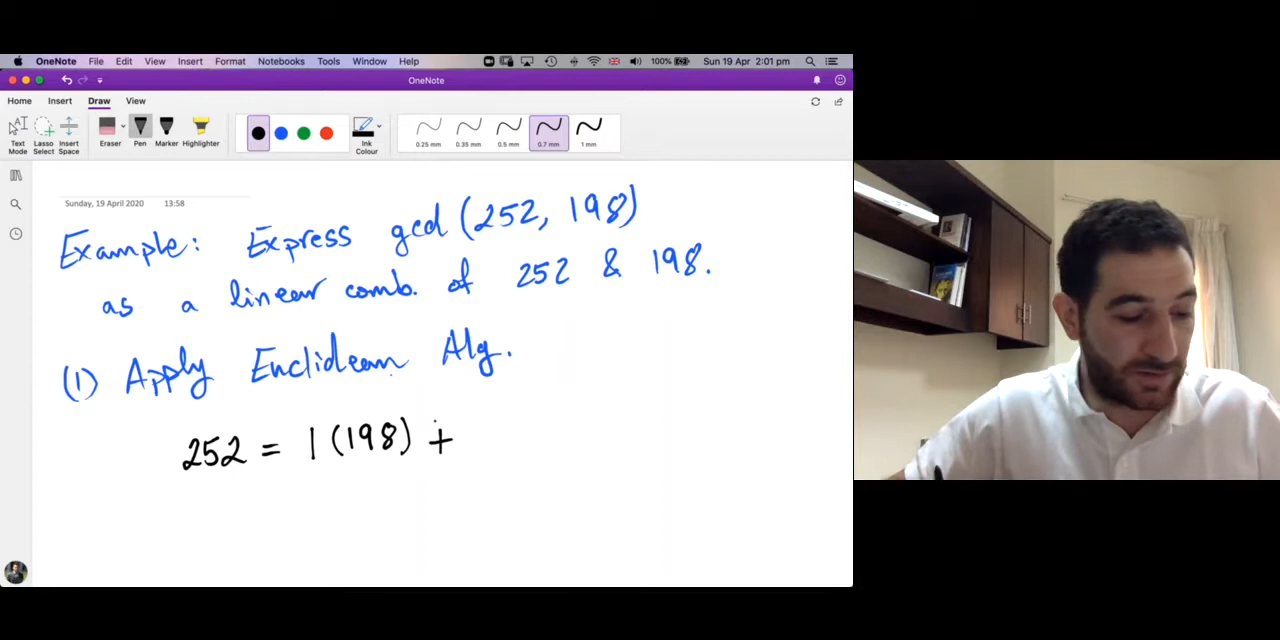 OneNote File Edit View Insert Format Notebooks Tools Window Help 100% Sun 19 Apr 2:01 pm
OneNote
Home Insert Draw View
Text Mode Lasso Select Insert Space Eraser Pen Marker Highlighter Ink Colour 0.25 mm 0.35 mm 0.5 mm 0.7 mm 1 mm
Sunday, 19 April 2020 13:58
Example: Express gcd (252, 198)
as a linear comb. of 252 & 198.
(1) Apply Euclidean Alg.
252 = 1 (198) +